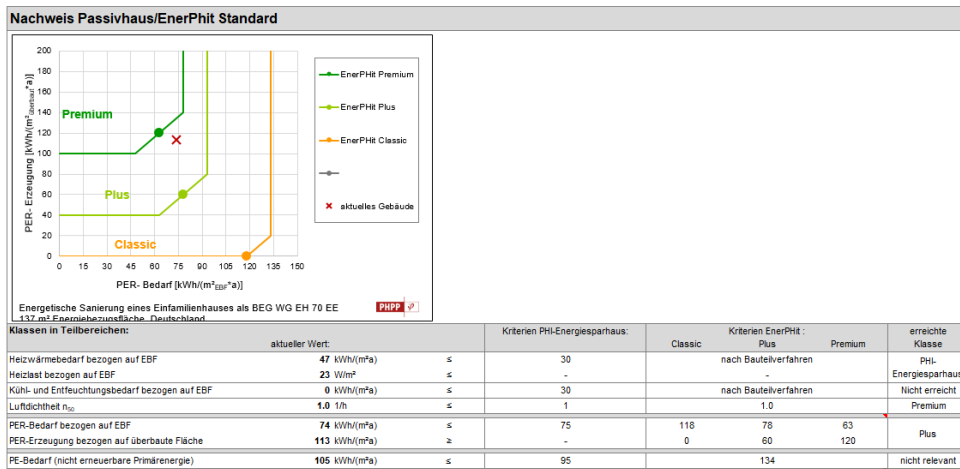 Nachweis Passivhaus/EnerPhit Standard
PER- Erzeugung [kWh/(m²überbaut*a)]
200
180
160
140
120
100
80
60
40
20
0
0 15 30 45 60 75 90 105 120 135 150
PER- Bedarf [kWh/(m²EBF*a)]
Premium
Plus
Classic
EnerPHit Premium
EnerPHit Plus
EnerPHit Classic
aktuelles Gebäude
Energetische Sanierung eines Einfamilienhauses als BEG WG EH 70 EE
137 m² Energiebezugsfläche, Deutschland
PHPP
Klassen in Teilbereichen: Kriterien PHI-Energiesparhaus: Kriterien EnerPHit : erreichte
aktueller Wert: Classic Plus Premium Klasse
Heizwärmebedarf bezogen auf EBF 47 kWh/(m²a) ≤ 30 nach Bauteilverfahren PHI-
Heizlast bezogen auf EBF 23 W/m² ≤ - - Energiesparhaus
Kühl- und Entfeuchtungsbedarf bezogen auf EBF 0 kWh/(m²a) ≤ 30 nach Bauteilverfahren Nicht erreicht
Luftdichtheit n50 1.0 1/h ≤ 1 1.0 Premium
PER-Bedarf bezogen auf EBF 74 kWh/(m²a) ≤ 75 118 78 63 Plus
PER-Erzeugung bezogen auf überbaute Fläche 113 kWh/(m²a) ≥ - 0 60 120
PE-Bedarf (nicht erneuerbare Primärenergie) 105 kWh/(m²a) ≤ 95 134 nicht relevant